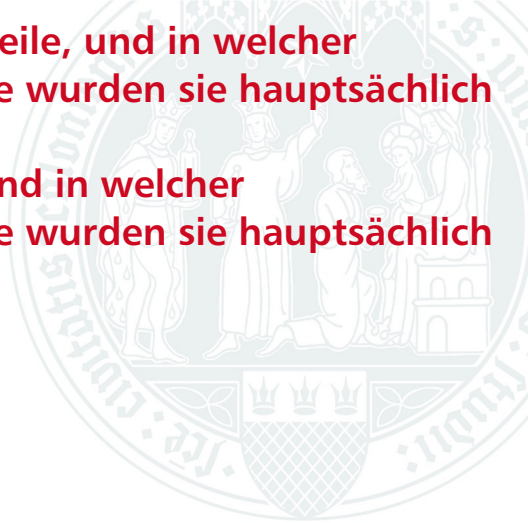 eile, und in welcher
e wurden sie hauptsächlich
nd in welcher
e wurden sie hauptsächlich